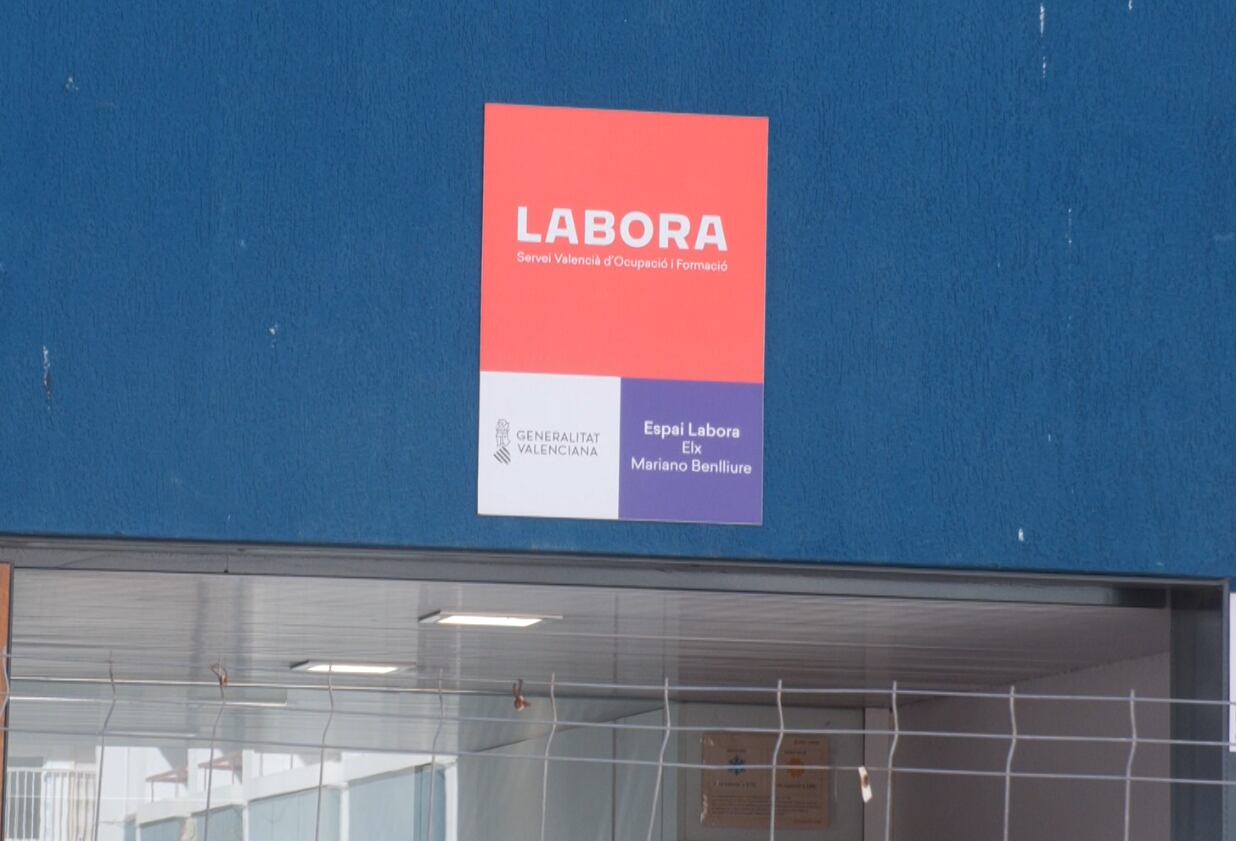 LABORA
Servei Valencià d'Ocupació i Formació
GENERALITAT
VALENCIANA
Espai Labora
Elx
Mariano Benlliure